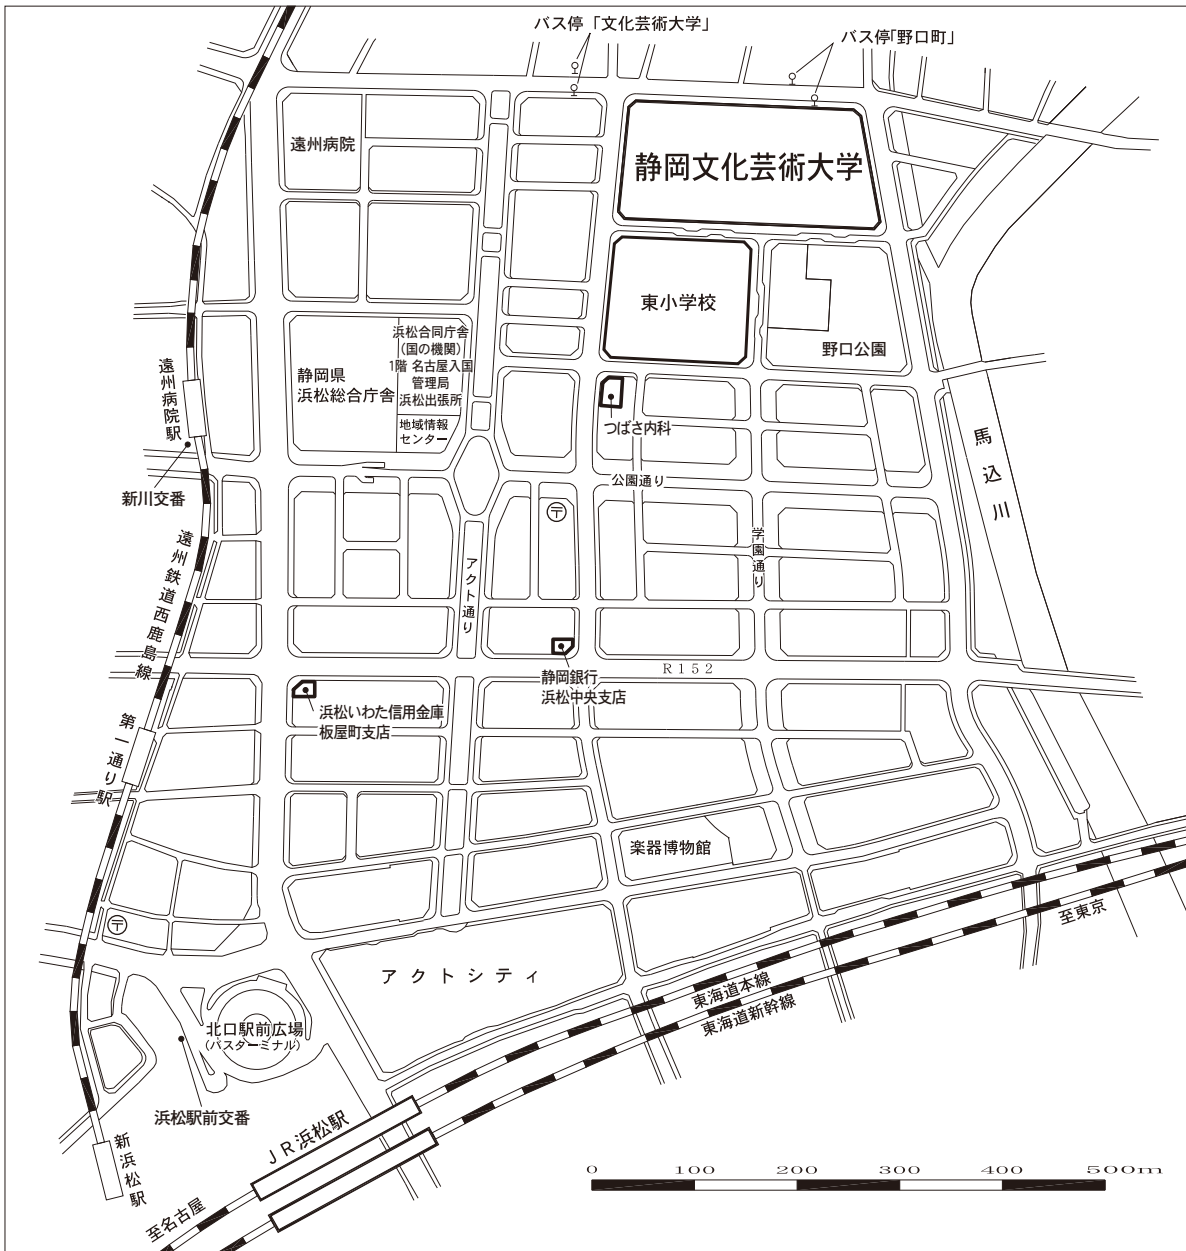 バス停「文化芸術大学」
バス停「野口町」
遠州病院
静岡文化芸術大学
東小学校
野口公園
浜松合同庁舎
（国の機関）
1階 名古屋入国
管理局
浜松出張所
静岡県
浜松総合庁舎
地域情報
センター
遠州病院駅
つばさ内科
馬込川
公園通り
新川交番
〒
遠州鉄道西鹿島線
アクト通り
学園通り
R152
静岡銀行
浜松中央支店
浜松いわた信用金庫
板屋町支店
第一通り駅
楽器博物館
〒
至東京
アクトシティ
東海道本線
東海道新幹線
北口駅前広場
（バスターミナル）
浜松駅前交番
JR浜松駅
新浜松駅
至名古屋
0 100 200 300 400 500m